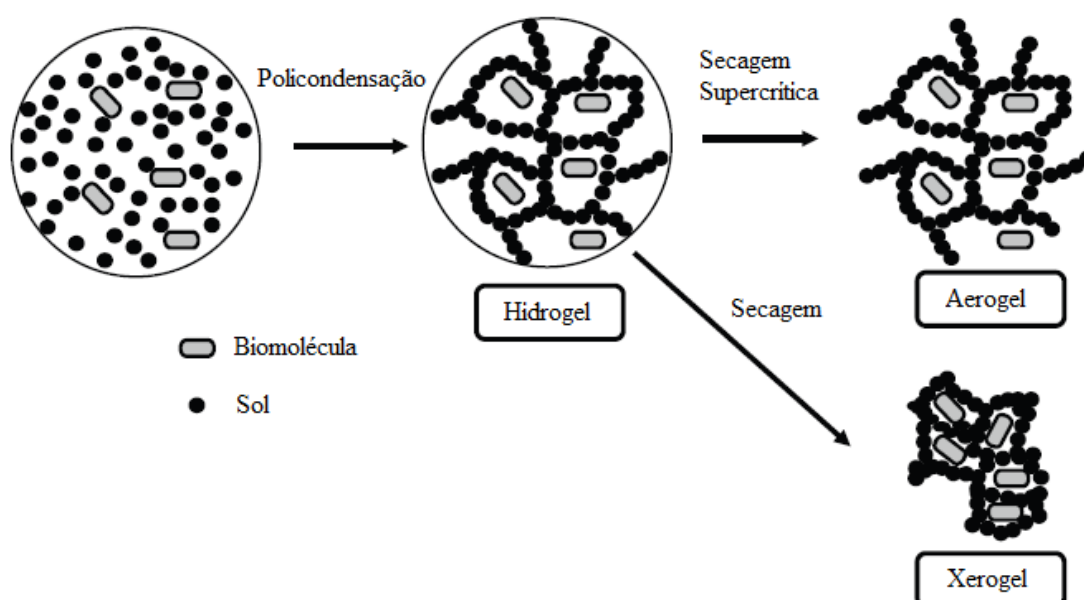 Policondensação
Secagem
Supercrítica
Hidrogel
Aerogel
Secagem
Biomolécula
Sol
Xerogel